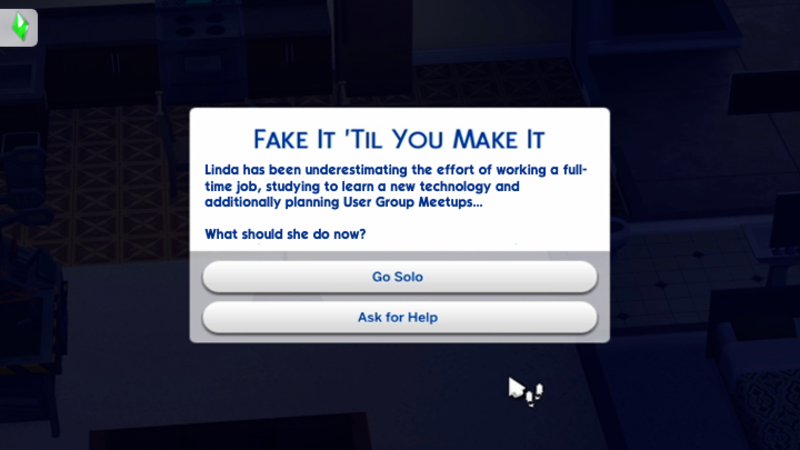 Fake It 'Til You Make It
Linda has been underestimating the effort of working a full-
time job, studying to learn a new technology and
additionally planning User Group Meetups...
What should she do now?
Go Solo
Ask for Help